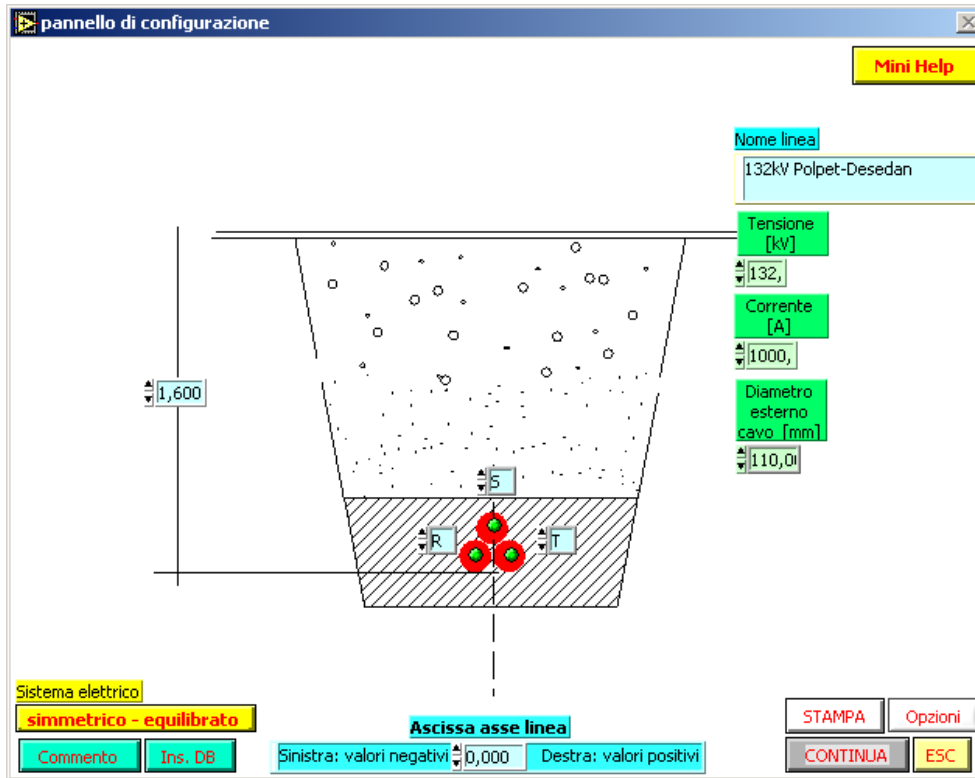 pannello di configurazione
Mini Help
Nome linea
132kV Polpet-Desedan
Tensione
[kV]
132,
Corrente
[A]
1000,
1,600
Diametro
esterno
cavo [mm]
110,0
S
R
T
Sistema elettrico
simmetrico - equilibrato
Commento
Ins. DB
Ascissa asse linea
Sinistra: valori negativi
0,000
Destra: valori positivi
STAMPA
Opzioni
CONTINUA
ESC